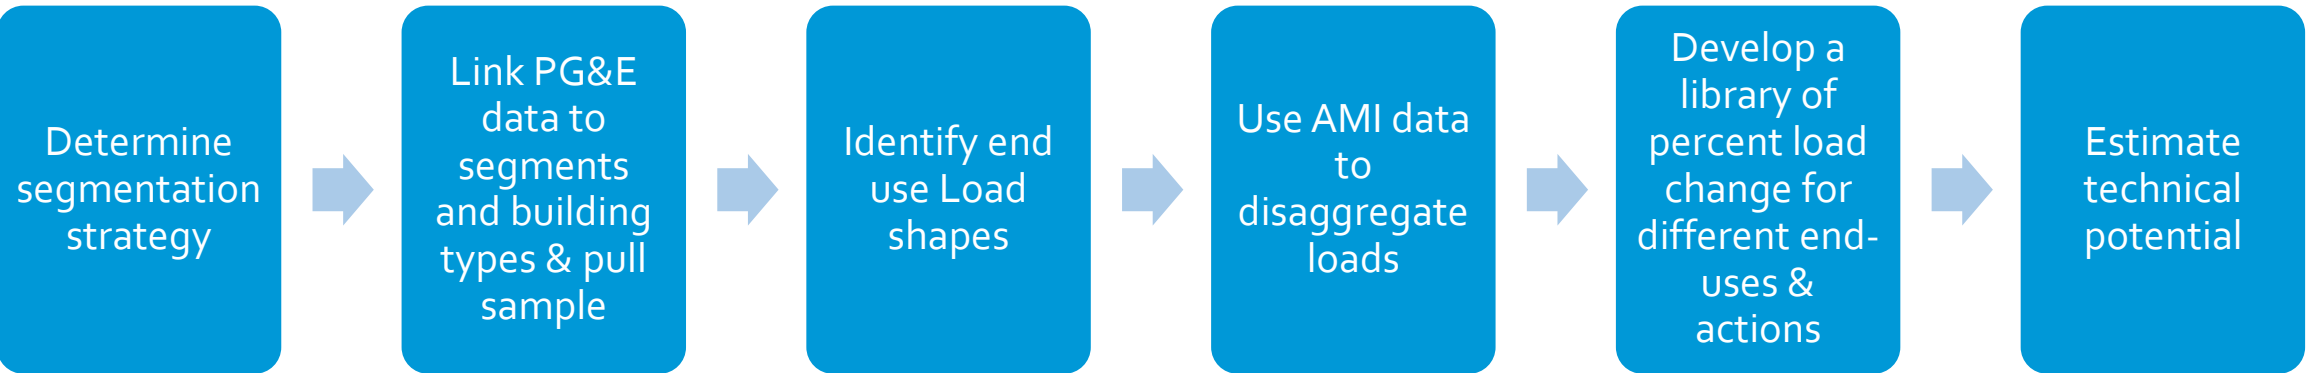 Determine
segmentation
strategy
Link PG&E
data to
segments
and building
types & pull
sample
Identify end
use Load
shapes
Use AMI data
to
disaggregate
loads
Develop a
library of
percent load
change for
different end-
uses &
actions
Estimate
technical
potential